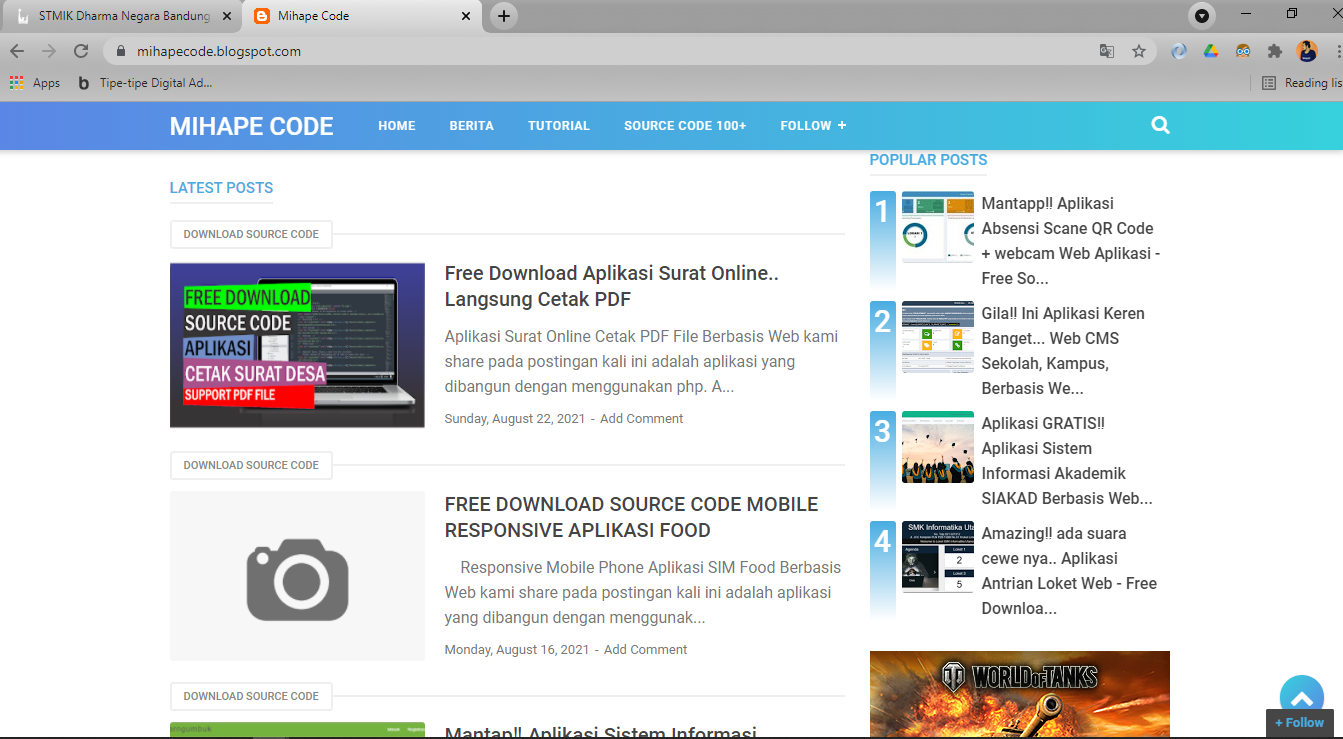 STMIK Dharma Negara Bandung
Mihape Code
mihapecode.blogspot.com
Apps
Tipe-tipe Digital Ad...
Reading lis
MIHAPE CODE
HOME
BERITA
TUTORIAL
SOURCE CODE 100+
FOLLOW +
LATEST POSTS
DOWNLOAD SOURCE CODE
FREE DOWNLOAD
SOURCE CODE
APLIKASI
CETAK SURAT DESA
SUPPORT PDF FILE
Free Download Aplikasi Surat Online..
Langsung Cetak PDF
Aplikasi Surat Online Cetak PDF File Berbasis Web kami
share pada postingan kali ini adalah aplikasi yang
dibangun dengan menggunakan php. A...
Sunday, August 22, 2021 - Add Comment
DOWNLOAD SOURCE CODE
FREE DOWNLOAD SOURCE CODE MOBILE
RESPONSIVE APLIKASI FOOD
Responsive Mobile Phone Aplikasi SIM Food Berbasis
Web kami share pada postingan kali ini adalah aplikasi
yang dibangun dengan menggunak...
Monday, August 16, 2021 - Add Comment
DOWNLOAD SOURCE CODE
Mantap!! Aplikasi Sistem Informasi
POPULAR POSTS
1
Mantapp!! Aplikasi
Absensi Scane QR Code
+ webcam Web Aplikasi -
Free So...
2
Gila!! Ini Aplikasi Keren
Banget... Web CMS
Sekolah, Kampus,
Berbasis We...
3
Aplikasi GRATIS!!
Aplikasi Sistem
Informasi Akademik
SIAKAD Berbasis Web...
4
SMK Informatika Uta
Agenda
Loket 1
2
5
Amazing!! ada suara
cewe nya.. Aplikasi
Antrian Loket Web - Free
Downloa...
WORLD OF TANKS
+ Follow